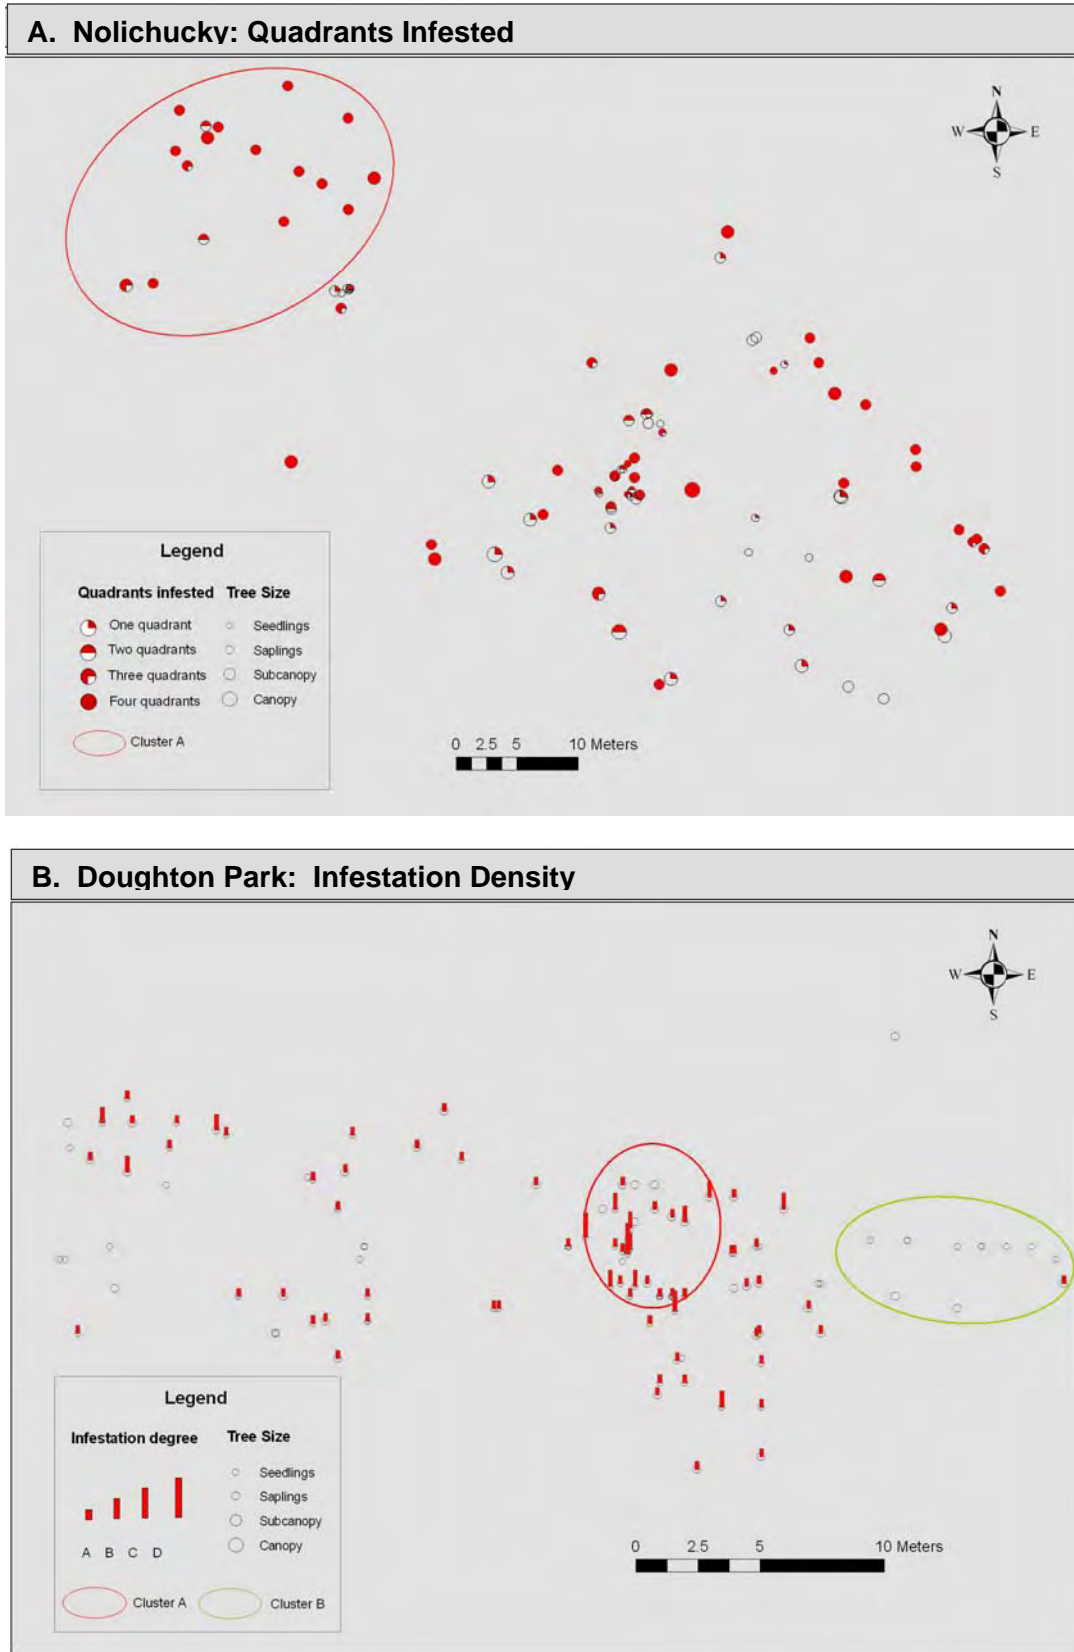 A. Nolichucky: Quadrants Infested
N
W E
S
Legend
Quadrants infested Tree Size
One quadrant Seedlings
Two quadrants Saplings
Three quadrants Subcanopy
Four quadrants Canopy
Cluster A
0 2.5 5 10 Meters
B. Doughton Park: Infestation Density
N
W E
S
Legend
Infestation degree Tree Size
Seedlings
Saplings
Subcanopy
A B C D Canopy
Cluster A Cluster B
0 2.5 5 10 Meters